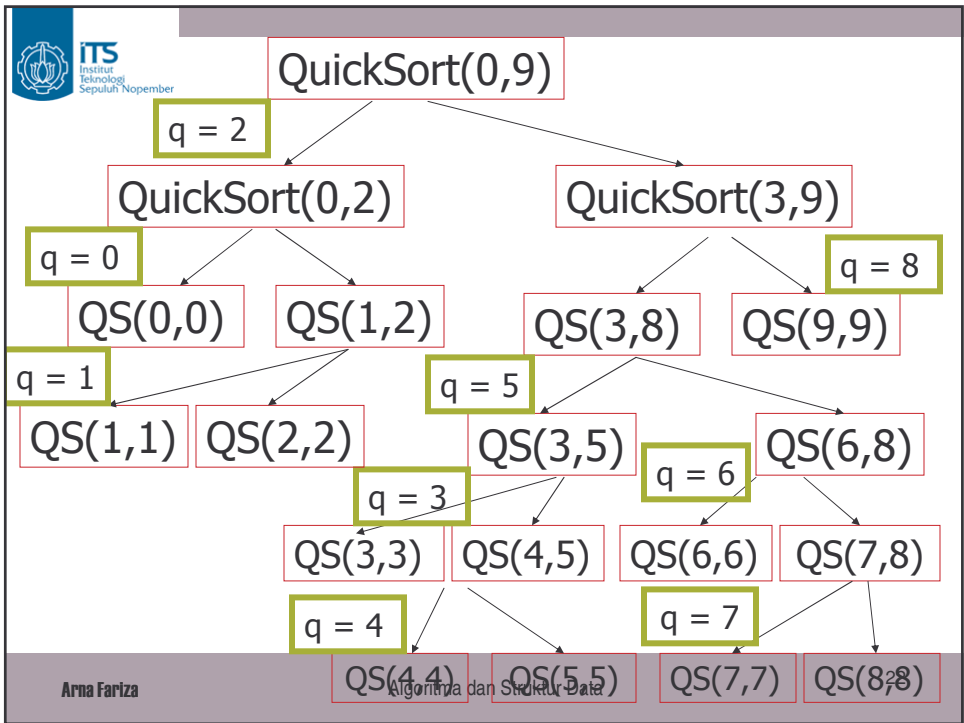 iTS
Institut
Teknologi
Sepuluh Nopember
QuickSort(0,9)
q = 2
QuickSort(0,2)
QuickSort(3,9)
q = 0
q = 8
QS(0,0)
QS(1,2)
QS(3,8)
QS(9,9)
q = 1
q = 5
QS(1,1)
QS(2,2)
QS(3,5)
QS(6,8)
q = 3
q = 6
QS(3,3)
QS(4,5)
QS(6,6)
QS(7,8)
q = 4
q = 7
QS(4,4)
QS(5,5)
QS(7,7)
QS(8,8)
Arna Fariza
Algoritma dan Struktur Data
22